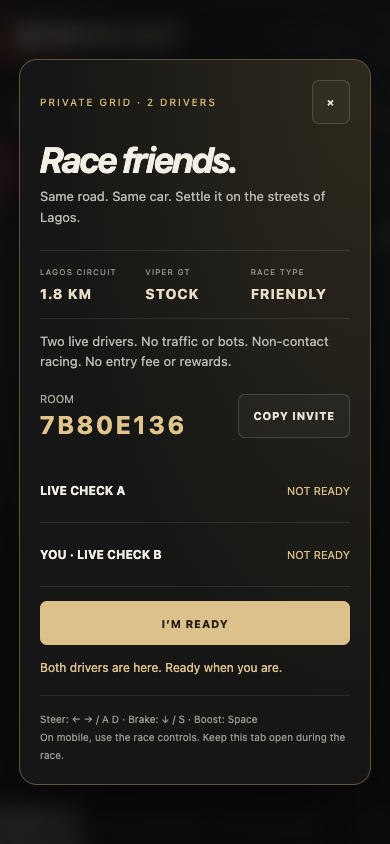 PRIVATE GRID · 2 DRIVERS
×
Race friends.
Same road. Same car. Settle it on the streets of
Lagos.
LAGOS CIRCUIT
1.8 KM
VIPER GT
STOCK
RACE TYPE
FRIENDLY
Two live drivers. No traffic or bots. Non-contact
racing. No entry fee or rewards.
ROOM
7B80E136
COPY INVITE
LIVE CHECK A
NOT READY
YOU · LIVE CHECK B
NOT READY
I'M READY
Both drivers are here. Ready when you are.
Steer: ← → / A D · Brake: ↓ / S · Boost: Space
On mobile, use the race controls. Keep this tab open during the
race.